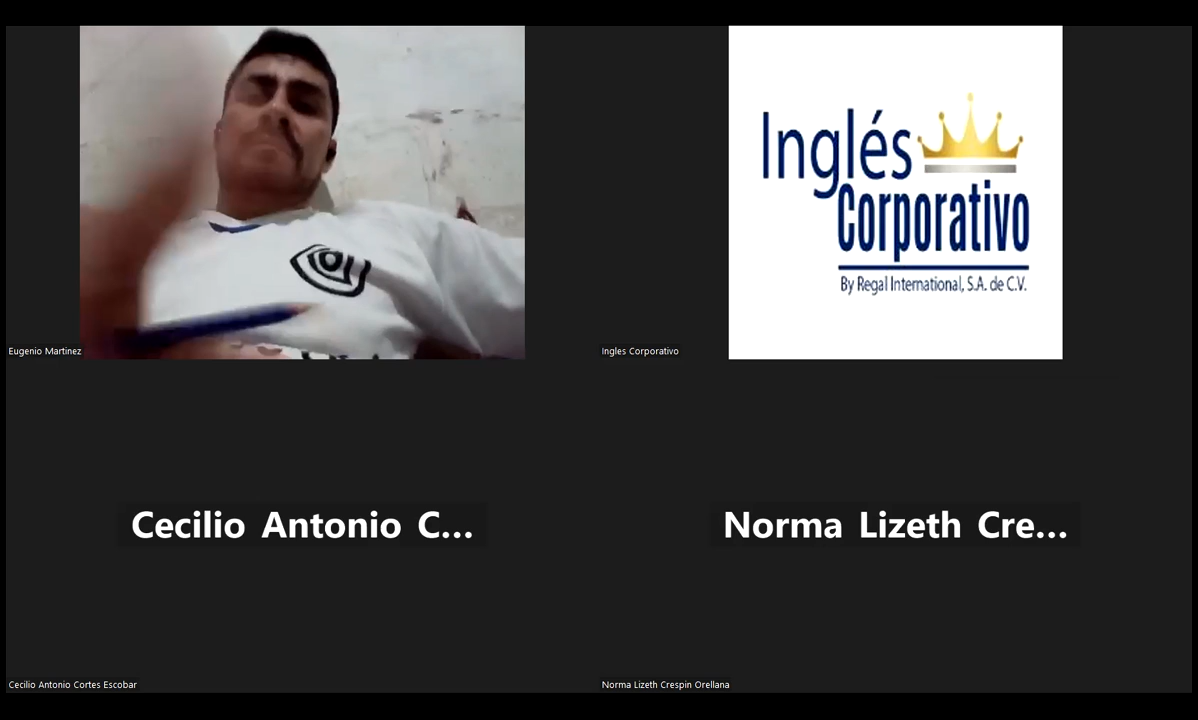 Inglés
Corporativo
By Regal International, S.A. de C.V.
Eugenio Martinez
Ingles Corporativo
Cecilio Antonio C...
Norma Lizeth Cre...
Cecilio Antonio Cortes Escobar
Norma Lizeth Crespin Orellana